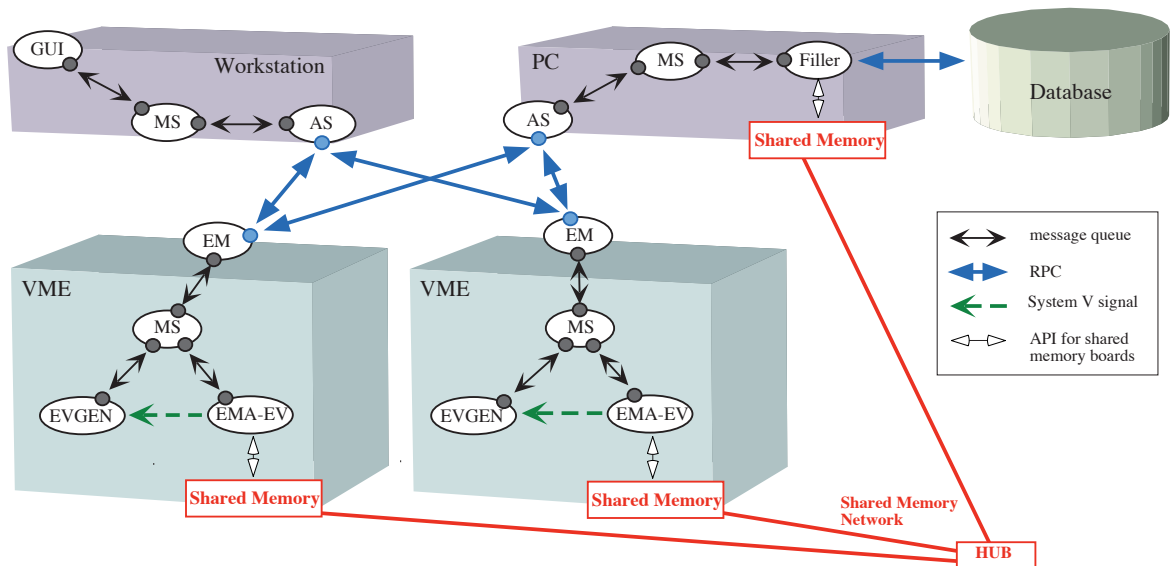 GUI
Workstation
MS
AS
PC
MS
Filler
AS
Shared Memory
Database
EM
VME
MS
EVGEN
EMA-EV
Shared Memory
EM
VME
MS
EVGEN
EMA-EV
Shared Memory
message queue
RPC
System V signal
API for shared
memory boards
Shared Memory
Network
HUB